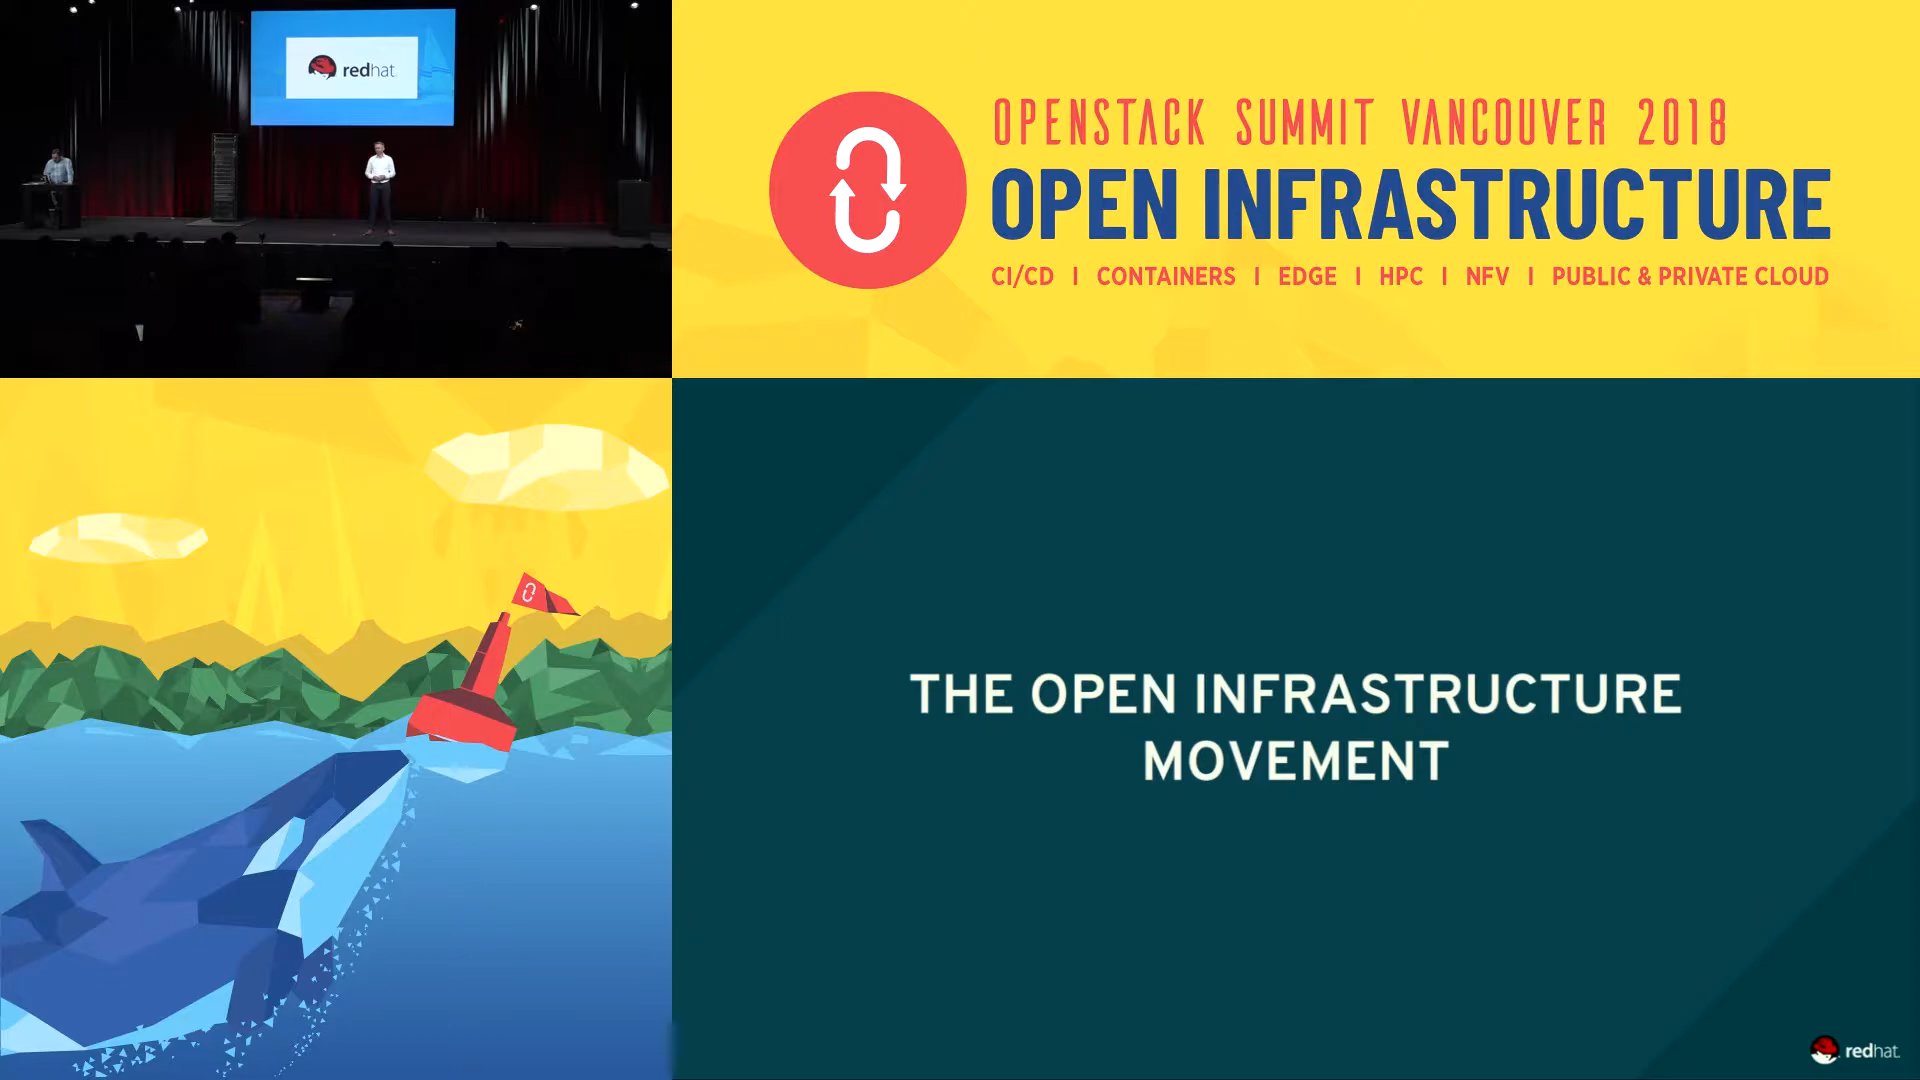 redhat
OPENSTACK SUMMIT VANCOUVER 2018
OPEN INFRASTRUCTURE
CI/CD | CONTAINERS | EDGE | HPC | NFV | PUBLIC & PRIVATE CLOUD
THE OPEN INFRASTRUCTURE
MOVEMENT
redhat.